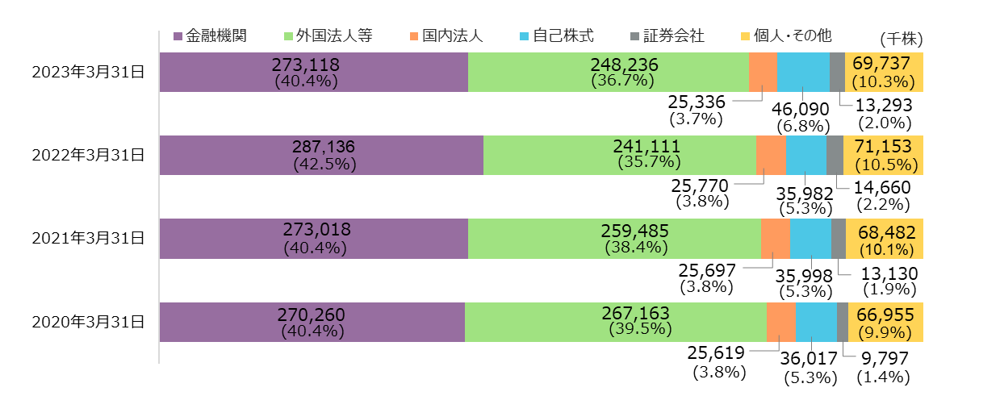 金融機関 外国法人等 国内法人 自己株式 証券会社 個人・その他 (千株)
2023年3月31日 273,118 248,236 69,737
(40.4%) (36.7%) (10.3%)
25,336 46,090 13,293
(3.7%) (6.8%) (2.0%)
2022年3月31日 287,136 241,111 71,153
(42.5%) (35.7%) (10.5%)
25,770 35,982 14,660
(3.8%) (5.3%) (2.2%)
2021年3月31日 273,018 259,485 68,482
(40.4%) (38.4%) (10.1%)
25,697 35,998 13,130
(3.8%) (5.3%) (1.9%)
2020年3月31日 270,260 267,163 66,955
(40.4%) (39.5%) (9.9%)
25,619 36,017 9,797
(3.8%) (5.3%) (1.4%)